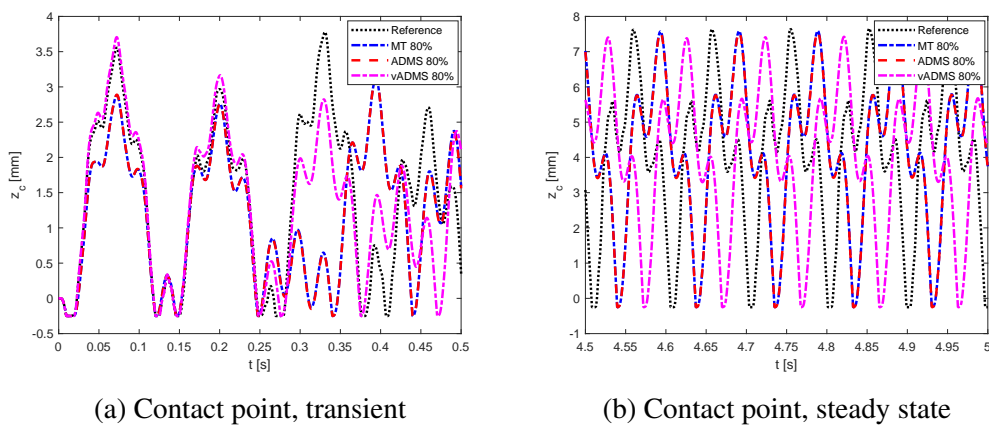 4
3.5
3
2.5
2
1.5
1
0.5
0
-0.5
z_c [mm]
0 0.05 0.1 0.15 0.2 0.25 0.3 0.35 0.4 0.45 0.5
t [s]
Reference
MT 80%
ADMS 80%
vADMS 80%
(a) Contact point, transient
8
7
6
5
4
3
2
1
0
-1
z_c [mm]
4.5 4.55 4.6 4.65 4.7 4.75 4.8 4.85 4.9 4.95 5
t [s]
Reference
MT 80%
ADMS 80%
vADMS 80%
(b) Contact point, steady state